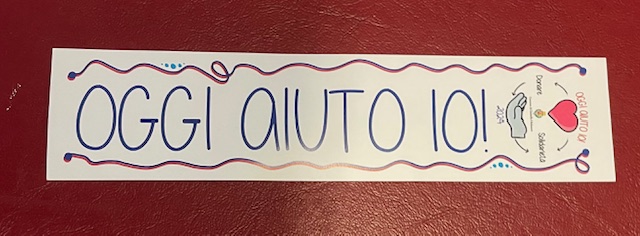 OGGI AIUTO IO!
OGGI AIUTO IO!
Donare
Solidarietà
2024